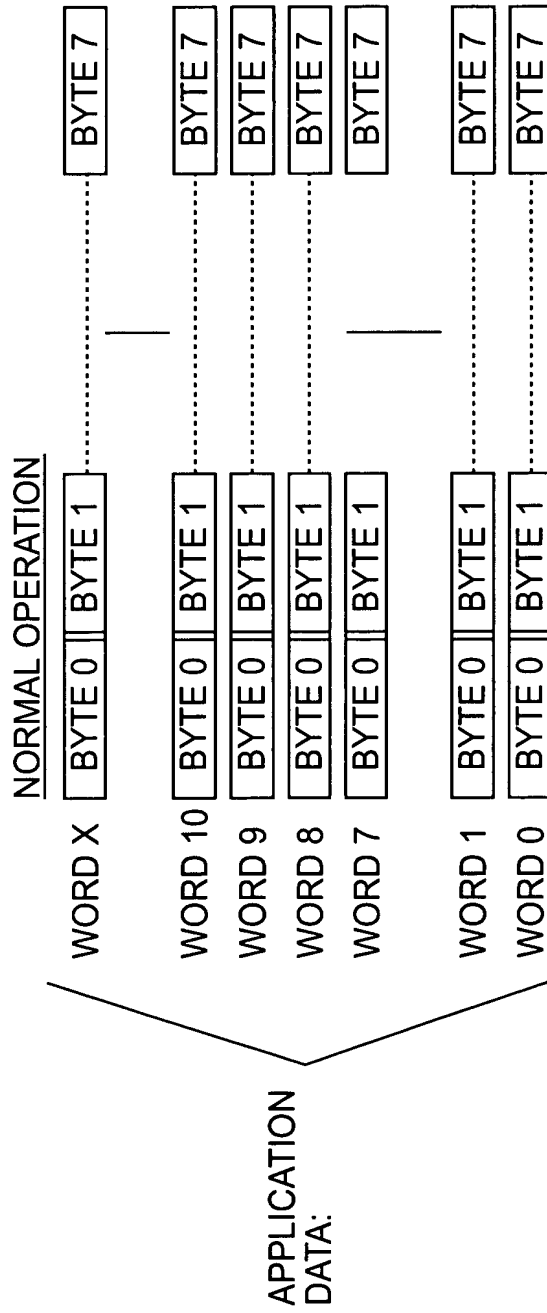 NORMAL OPERATION
WORD X BYTE 0 BYTE 1 BYTE 7
WORD 10 BYTE 0 BYTE 1 BYTE 7
WORD 9 BYTE 0 BYTE 1 BYTE 7
WORD 8 BYTE 0 BYTE 1 BYTE 7
WORD 7 BYTE 0 BYTE 1 BYTE 7
WORD 1 BYTE 0 BYTE 1 BYTE 7
WORD 0 BYTE 0 BYTE 1 BYTE 7
APPLICATION
DATA: